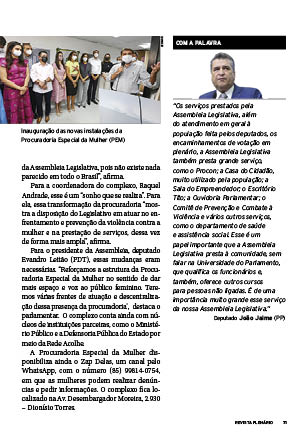 Inauguração das novas instalações da
Procuradoria Especial da Mulher (PEM)
da Assembleia Legislativa, pois não existe nada
parecido em todo o Brasil”, afirma.
Para a coordenadora do complexo, Raquel
Andrade, esse é um “sonho que se realiza”. Para
ela, essa transformação da procuradoria “mostra a disposição do Legislativo em atuar no enfrentamento e prevenção da violência contra a
mulher e na prestação de serviços, dessa vez
de forma mais ampla”, afirma.
Para o presidente da Assembleia, deputado
Evandro Leitão (PDT), essas mudanças eram
necessárias. “Reforçamos a estrutura da Procuradoria Especial da Mulher no sentido de dar
mais espaço e voz ao público feminino. Teremos várias frentes de atuação e descentralização dessa presença da procuradoria”, destaca o
parlamentar. O complexo conta ainda com núcleos de instituições parceiras, como o Ministério Público e a Defensoria Pública do Estado por
meio da Rede Acolhe.
A Procuradoria Especial da Mulher disponibiliza ainda o Zap Delas, um canal pelo
WhatsApp, com o número (85) 99814-0754,
em que as mulheres podem realizar denúncias e pedir informações. O complexo fica localizado na Av. Desembargador Moreira, 2.930
– Dionísio Torres.
COM A PALAVRA
“Os serviços prestados pela
Assembleia Legislativa, além
do atendimento em geral à
população feita pelos deputados, os
encaminhamentos de votação em
plenário, a Assembleia Legislativa
também presta grande serviço,
como o Procon; a Casa do Cidadão,
muito utilizado pela população; a
Sala do Empreendedor; o Escritório
Tão; a Ouvidoria Parlamentar; o
Comitê de Prevenção e Combate à
Violência e vários outros serviços,
como o departamento de saúde
e assistência social. Esse é um
papel importante que a Assembleia
Legislativa presta à comunidade, sem
falar na Universidade do Parlamento,
que qualifica os funcionários e,
também, oferece outros cursos
para pessoas não ligadas. É de uma
importância muito grande esse serviço
da nossa Assembleia Legislativa.”
Deputado João Jaime (PP)
REVISTA PLENÁRIO